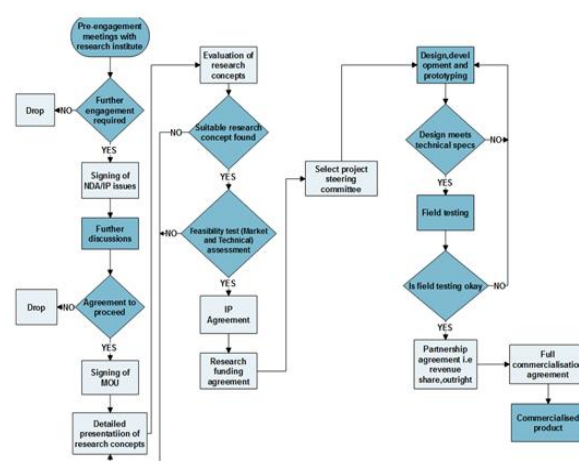 Pre-engagement
meetings with
research institute
Drop
NO
Further
engagement
required
YES
Signing of
NDA/IP issues
Further
discussions
Drop
NO
Agreement to
proceed
YES
Signing of
MOU
Detailed
presentatiion of
research concepts
Evaluation of
research
concepts
NO
Suitable research
concept found
YES
NO
Feasibility test (Market
and Technical)
assessment
YES
IP
Agreement
Research
funding
agreement
Select project
steering
committee
Design,devel
opment and
prototyping
Design meets
technical specs
NO
YES
Field testing
Is field testing okay
NO
YES
Partnership
agreement i.e
revenue
share,outright
Full
commercialisation
agreement
Commercialised
product